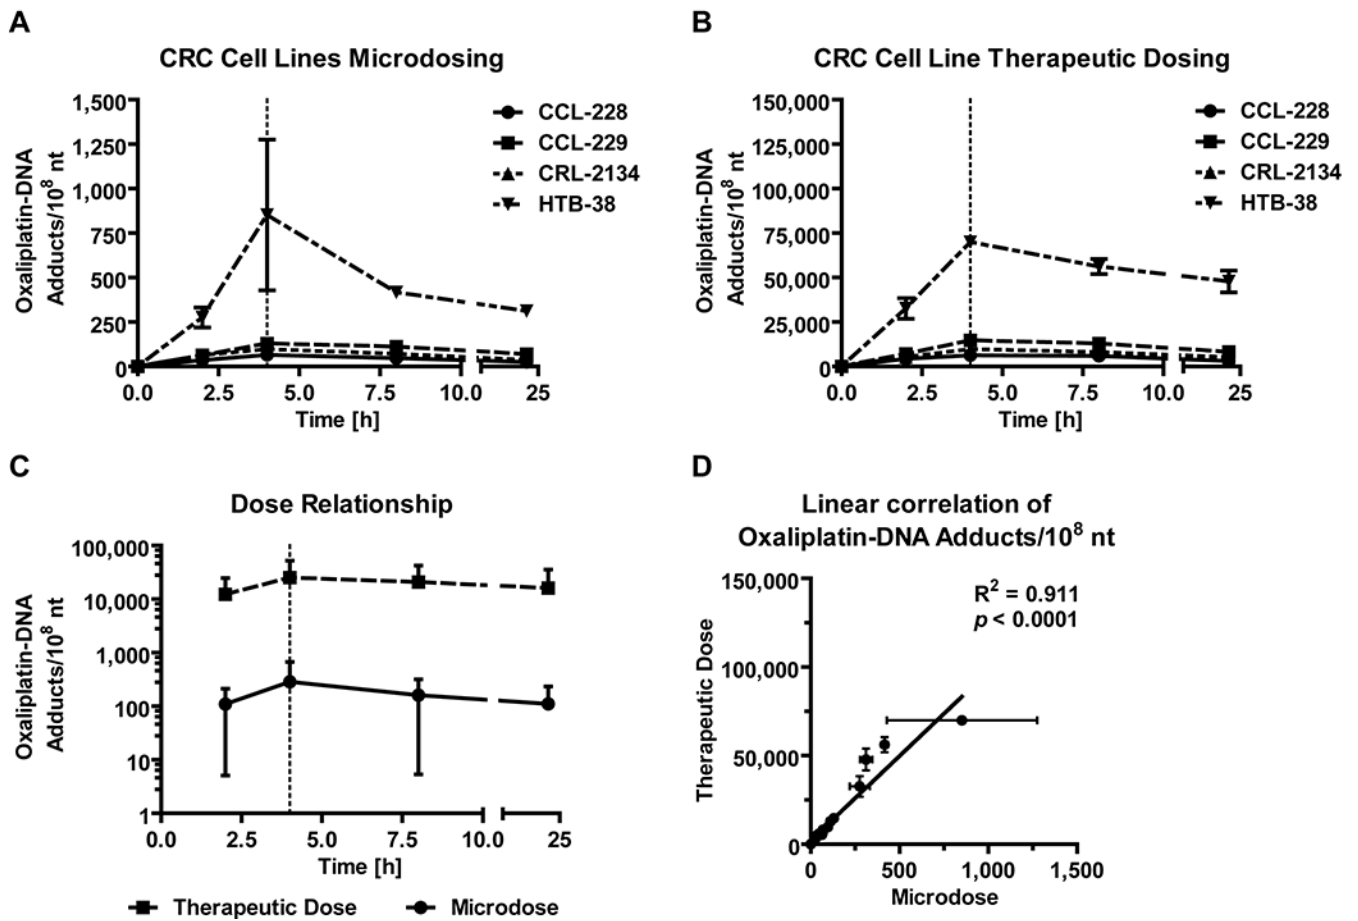 A
CRC Cell Lines Microdosing
Oxaliplatin-DNA
Adducts/10⁸ nt
1,500
1,250
1,000
750
500
250
0
0.0
2.5
5.0
7.5
10.0
25
Time [h]
CCL-228
CCL-229
CRL-2134
HTB-38
B
CRC Cell Line Therapeutic Dosing
Oxaliplatin-DNA
Adducts/10⁸ nt
150,000
125,000
100,000
75,000
50,000
25,000
0
0.0
2.5
5.0
7.5
10.0
25
Time [h]
CCL-228
CCL-229
CRL-2134
HTB-38
C
Dose Relationship
Oxaliplatin-DNA
Adducts/10⁸ nt
100,000
10,000
1,000
100
10
1
0.0
2.5
5.0
7.5
10.0
25
Time [h]
Therapeutic Dose
Microdose
D
Linear correlation of
Oxaliplatin-DNA Adducts/10⁸ nt
Therapeutic Dose
150,000
100,000
50,000
0
R² = 0.911
p < 0.0001
0
500
1,000
1,500
Microdose